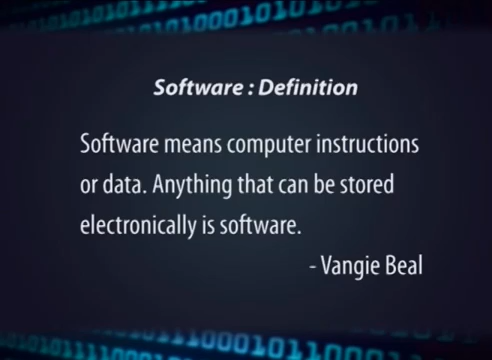 Software : Definition
Software means computer instructions
or data. Anything that can be stored
electronically is software.
- Vangie Beal